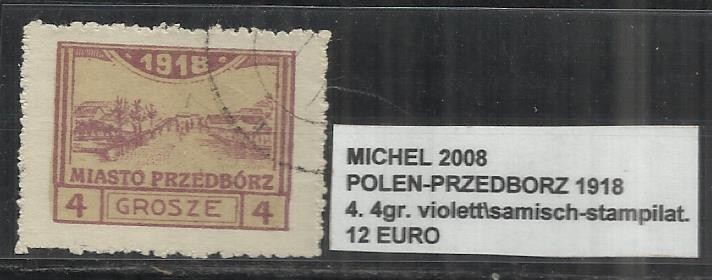 1918
MIASTO PRZEDBÓRZ
4 GROSZE 4
MICHEL 2008
POLEN-PRZEDBORZ 1918
4. 4gr. violett\samisch-stampilat.
12 EURO